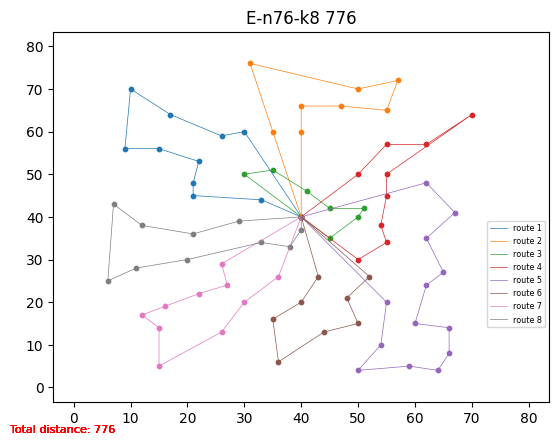 E-n76-k8 776
80
70
60
50
40
30
20
10
0
route 1
route 2
route 3
route 4
route 5
route 6
route 7
route 8
0 10 20 30 40 50 60 70 80
Total distance: 776